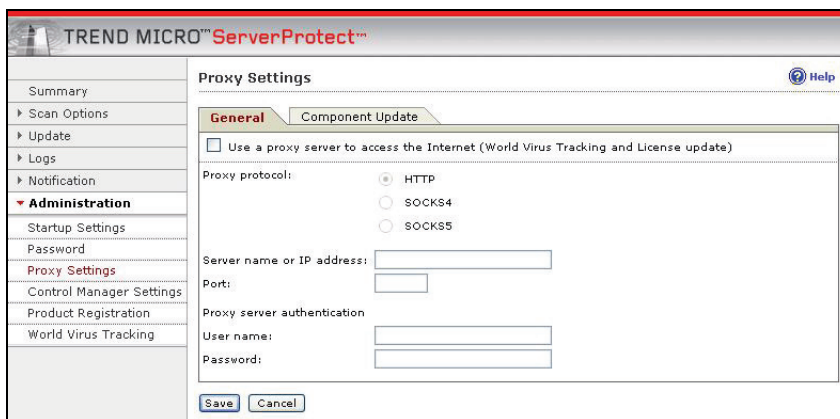 TREND MICRO™ ServerProtect™
Summary
Scan Options
Update
Logs
Notification
Administration
Startup Settings
Password
Proxy Settings
Control Manager Settings
Product Registration
World Virus Tracking
Proxy Settings
Help
General
Component Update
Use a proxy server to access the Internet (World Virus Tracking and License update)
Proxy protocol:
HTTP
SOCKS4
SOCKS5
Server name or IP address:
Port:
Proxy server authentication
User name:
Password:
Save
Cancel